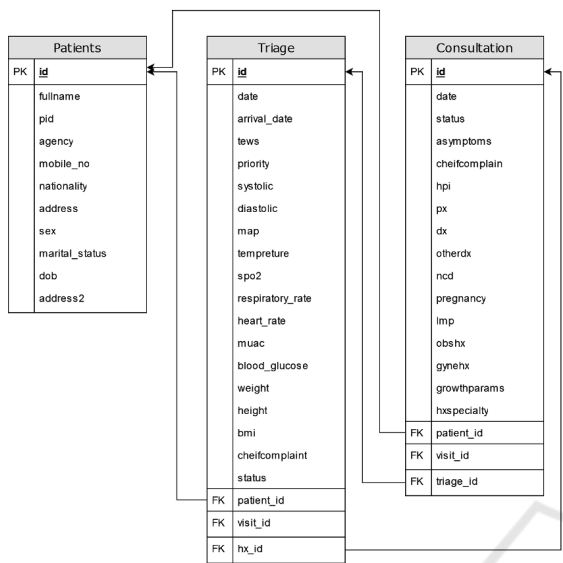 Patients
PK id
fullname
pid
agency
mobile_no
nationality
address
sex
marital_status
dob
address2
Triage
PK id
date
arrival_date
tews
priority
systolic
diastolic
map
tempreture
spo2
respiratory_rate
heart_rate
muac
blood_glucose
weight
height
bmi
cheifcomplaint
status
FK patient_id
FK visit_id
FK hx_id
Consultation
PK id
date
status
asymptoms
cheifcomplain
hpi
px
dx
otherdx
ncd
pregnancy
lmp
obshx
gynehx
growthparams
hxspecialty
FK patient_id
FK visit_id
FK triage_id